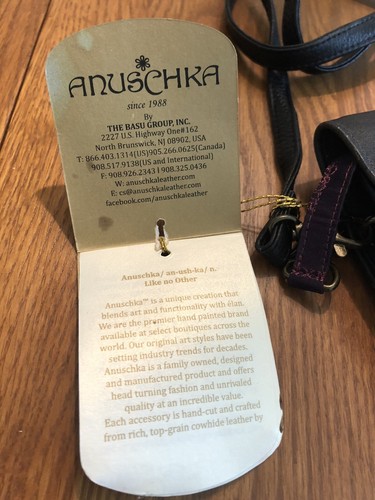 ANUSCHKA
since 1988
By
THE BASU GROUP, INC.
2227 U.S. Highway One#162
North Brunswick, NJ 08902, USA
T: 866.403.1314(US)905.266.0625(Canada)
908.517.9138(US and International)
F: 908.926.2343 | 908.325.0436
W: anuschkaleather.com
E: cs@anuschkaleather.com
facebook.com/anuschkaleather
Anuschka/ an-ush-ka/ n.
Like no Other
Anuschka™ is a unique creation that
blends art and functionality with élan.
We are the premier hand painted brand
available at select boutiques across the
world. Our original art styles have been
setting industry trends for decades.
Anuschka is a family owned, designed
and manufactured product and offers
head turning fashion and unrivaled
quality at an incredible value.
Each accessory is hand-cut and crafted
from rich, top-grain cowhide leather by